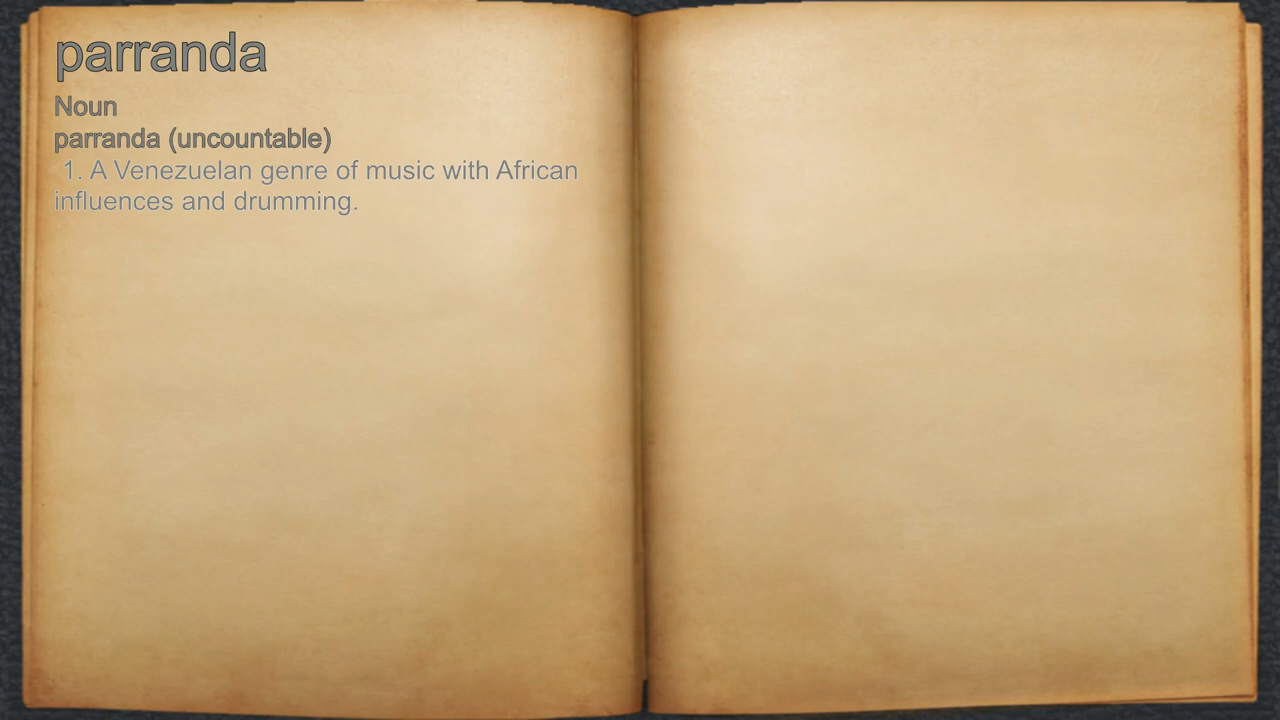 parranda
Noun
parranda (uncountable)
1. A Venezuelan genre of music with African
influences and drumming.